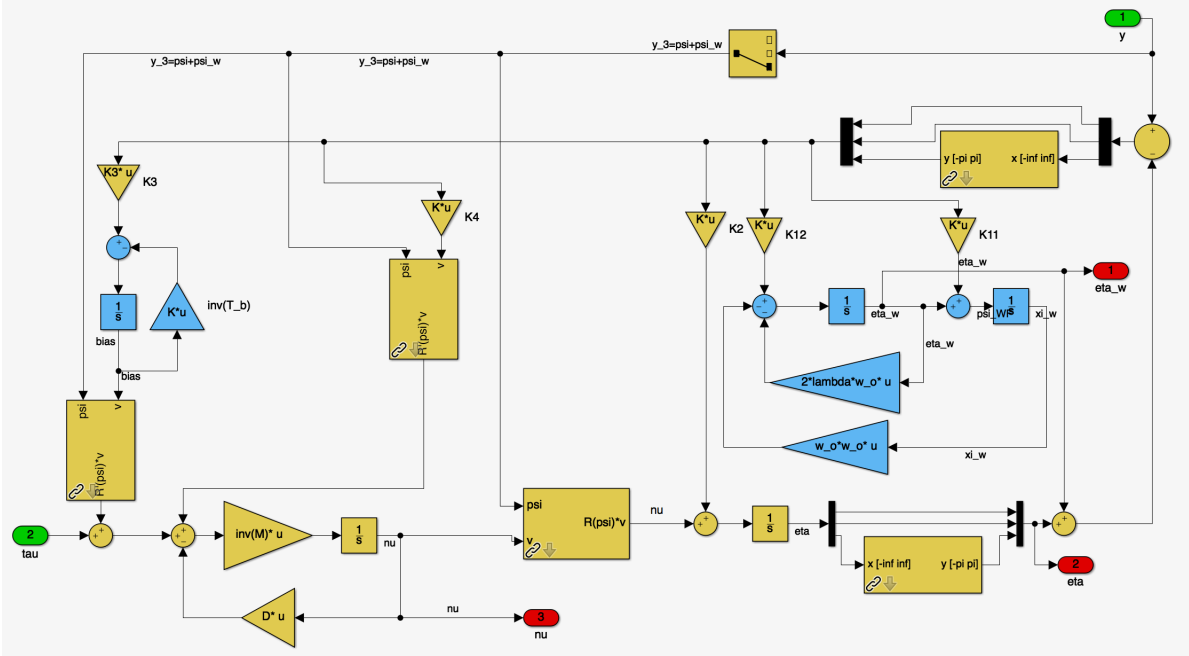 1
y
y_3=psi+psi_w
y_3=psi+psi_w
y_3=psi+psi_w
+
−
y [-pi pi]
x [-inf inf]
K3* u
K3
K*u
K4
K*u
K2
K*u
K12
K*u
K11
+
−
K*u
inv(T_b)
1
s
bias
bias
psi
v
R'(psi)*v
eta_w
1
eta_w
+
−
−
1
s
eta_w
+
+
psi_WF
1
s
xi_w
eta_w
2*lambda*w_o* u
w_o*w_o* u
xi_w
psi
v
R'(psi)*v
2
tau
+
+
+
+
−
inv(M)* u
1
s
nu
psi
v
R(psi)*v
nu
+
+
1
s
eta
x [-inf inf]
y [-pi pi]
+
+
2
eta
D* u
nu
3
nu